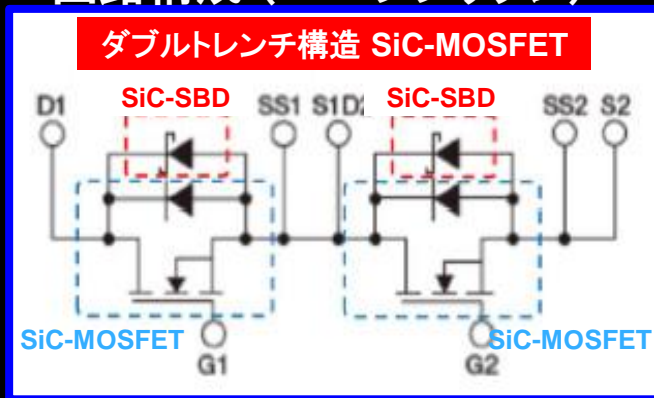 ダブルトレンチ構造 SiC-MOSFET
D1 SiC-SBD SS1 S1D2 SiC-SBD SS2 S2
SiC-MOSFET SiC-MOSFET
G1 G2